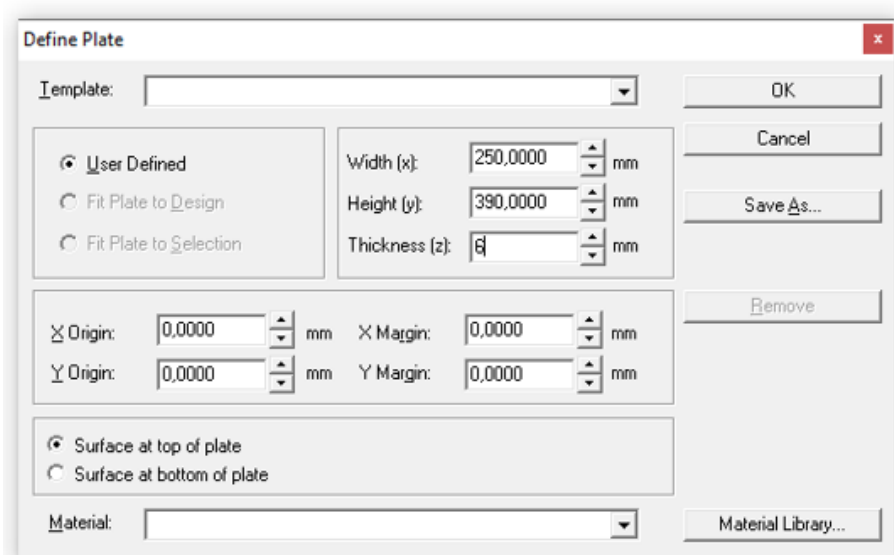 Define Plate
x
Template:
OK
Cancel
User Defined
Width (x): 250,0000 mm
Fit Plate to Design
Height (y): 390,0000 mm
Save As...
Fit Plate to Selection
Thickness (z): 6 mm
Remove
X Origin: 0,0000 mm X Margin: 0,0000 mm
Y Origin: 0,0000 mm Y Margin: 0,0000 mm
Surface at top of plate
Surface at bottom of plate
Material:
Material Library...